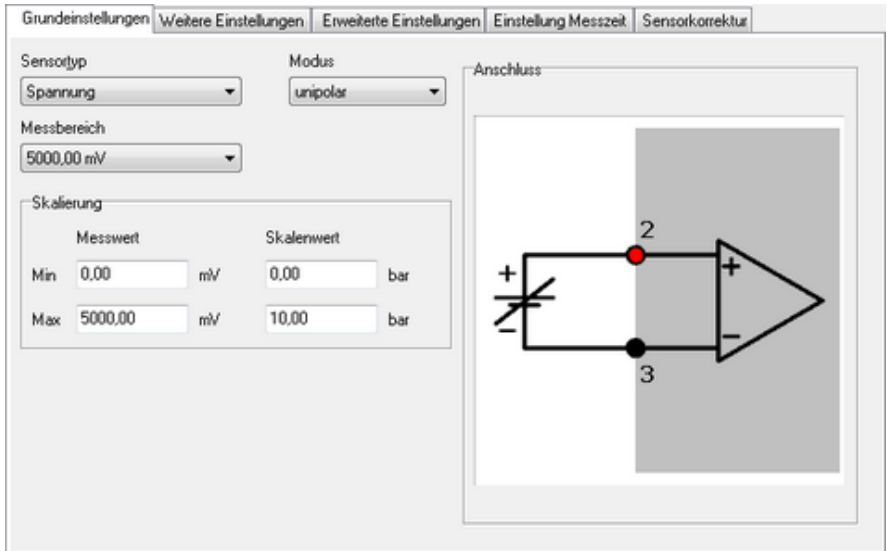 Grundeinstellungen Weitere Einstellungen Erweiterte Einstellungen Einstellung Messzeit Sensorkorrektur
Sensortyp Modus
Spannung unipolar
Messbereich
5000,00 mV
Skalierung
Messwert Skalenwert
Min 0,00 mV 0,00 bar
Max 5000,00 mV 10,00 bar
Anschluss
2
+ +
- -
3